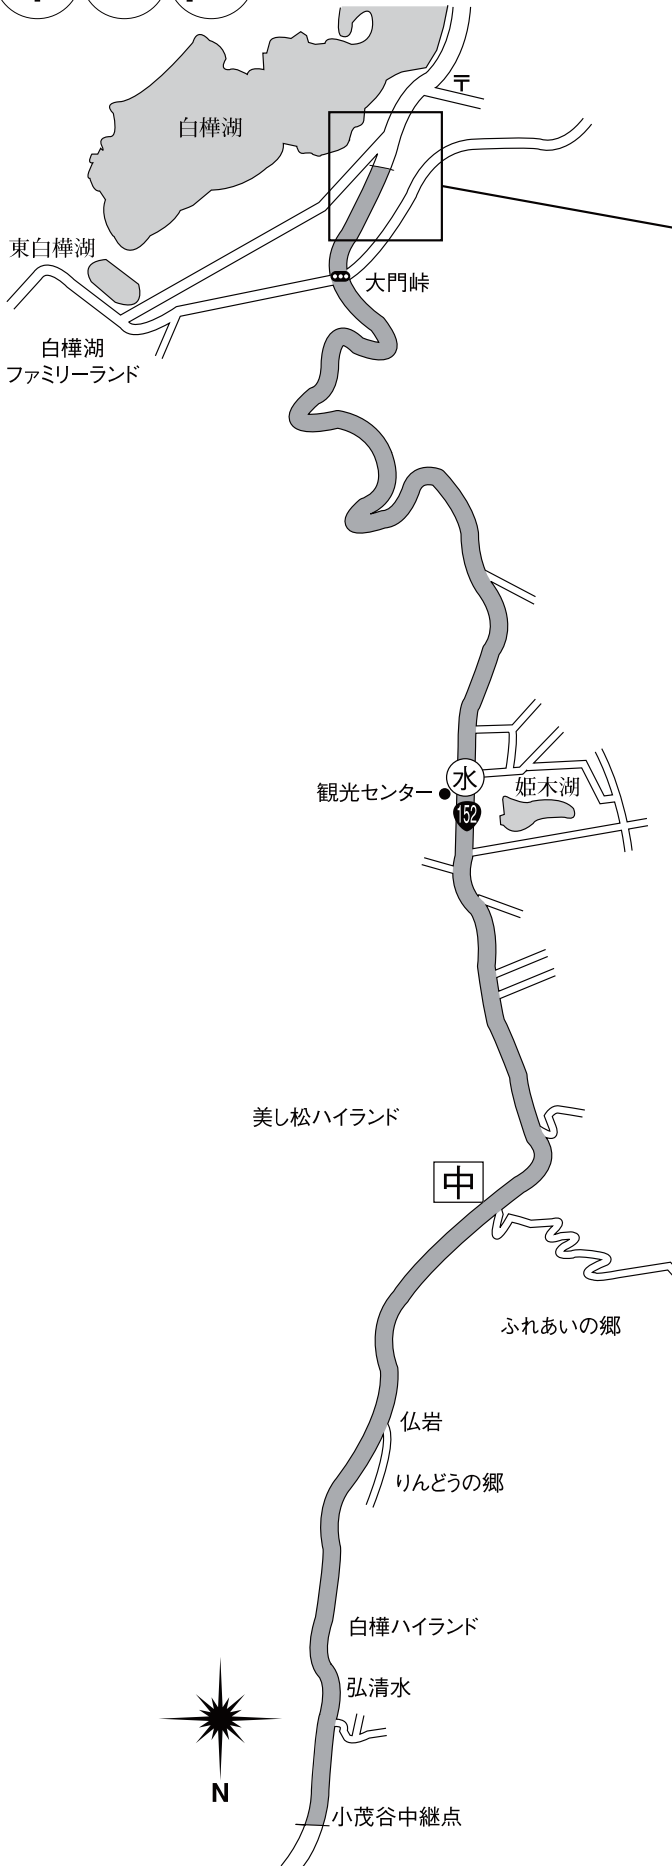 〒
白樺湖
東白樺湖
大門峠
白樺湖
ファミリーランド
水
観光センター
姫木湖
152
美し松ハイランド
中
ふれあいの郷
仏岩
りんどうの郷
白樺ハイランド
弘清水
N
小茂谷中継点